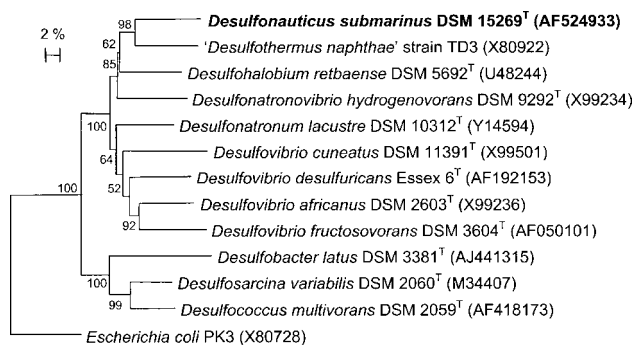 98 Desulfonauticus submarinus DSM 15269ᵀ (AF524933)
2 %
62 'Desulfothermus naphthae' strain TD3 (X80922)
85 Desulfohalobium retbaense DSM 5692ᵀ (U48244)
Desulfonatronovibrio hydrogenovorans DSM 9292ᵀ (X99234)
100 Desulfonatronum lacustre DSM 10312ᵀ (Y14594)
64 Desulfovibrio cuneatus DSM 11391ᵀ (X99501)
52 Desulfovibrio desulfuricans Essex 6ᵀ (AF192153)
100 Desulfovibrio africanus DSM 2603ᵀ (X99236)
92 Desulfovibrio fructosovorans DSM 3604ᵀ (AF050101)
Desulfobacter latus DSM 3381ᵀ (AJ441315)
100 Desulfosarcina variabilis DSM 2060ᵀ (M34407)
99 Desulfococcus multivorans DSM 2059ᵀ (AF418173)
Escherichia coli PK3 (X80728)